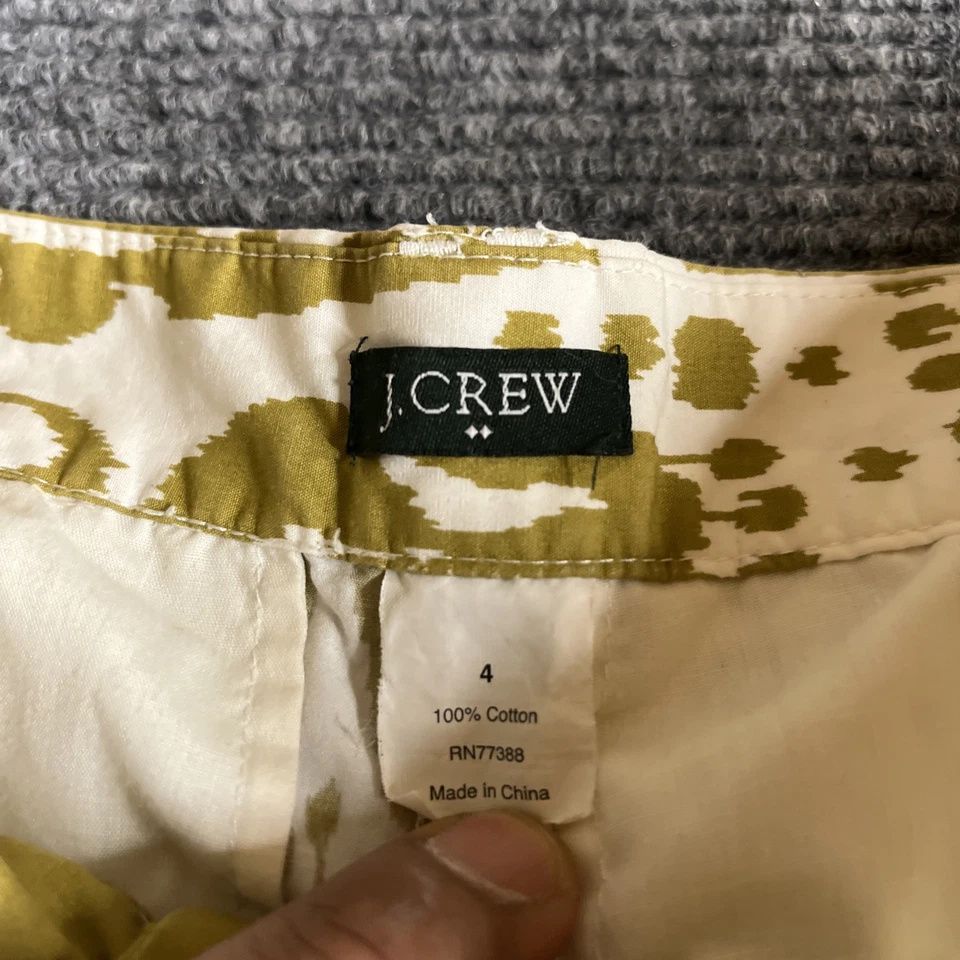 J.CREW
4
100% Cotton
RN77388
Made in China